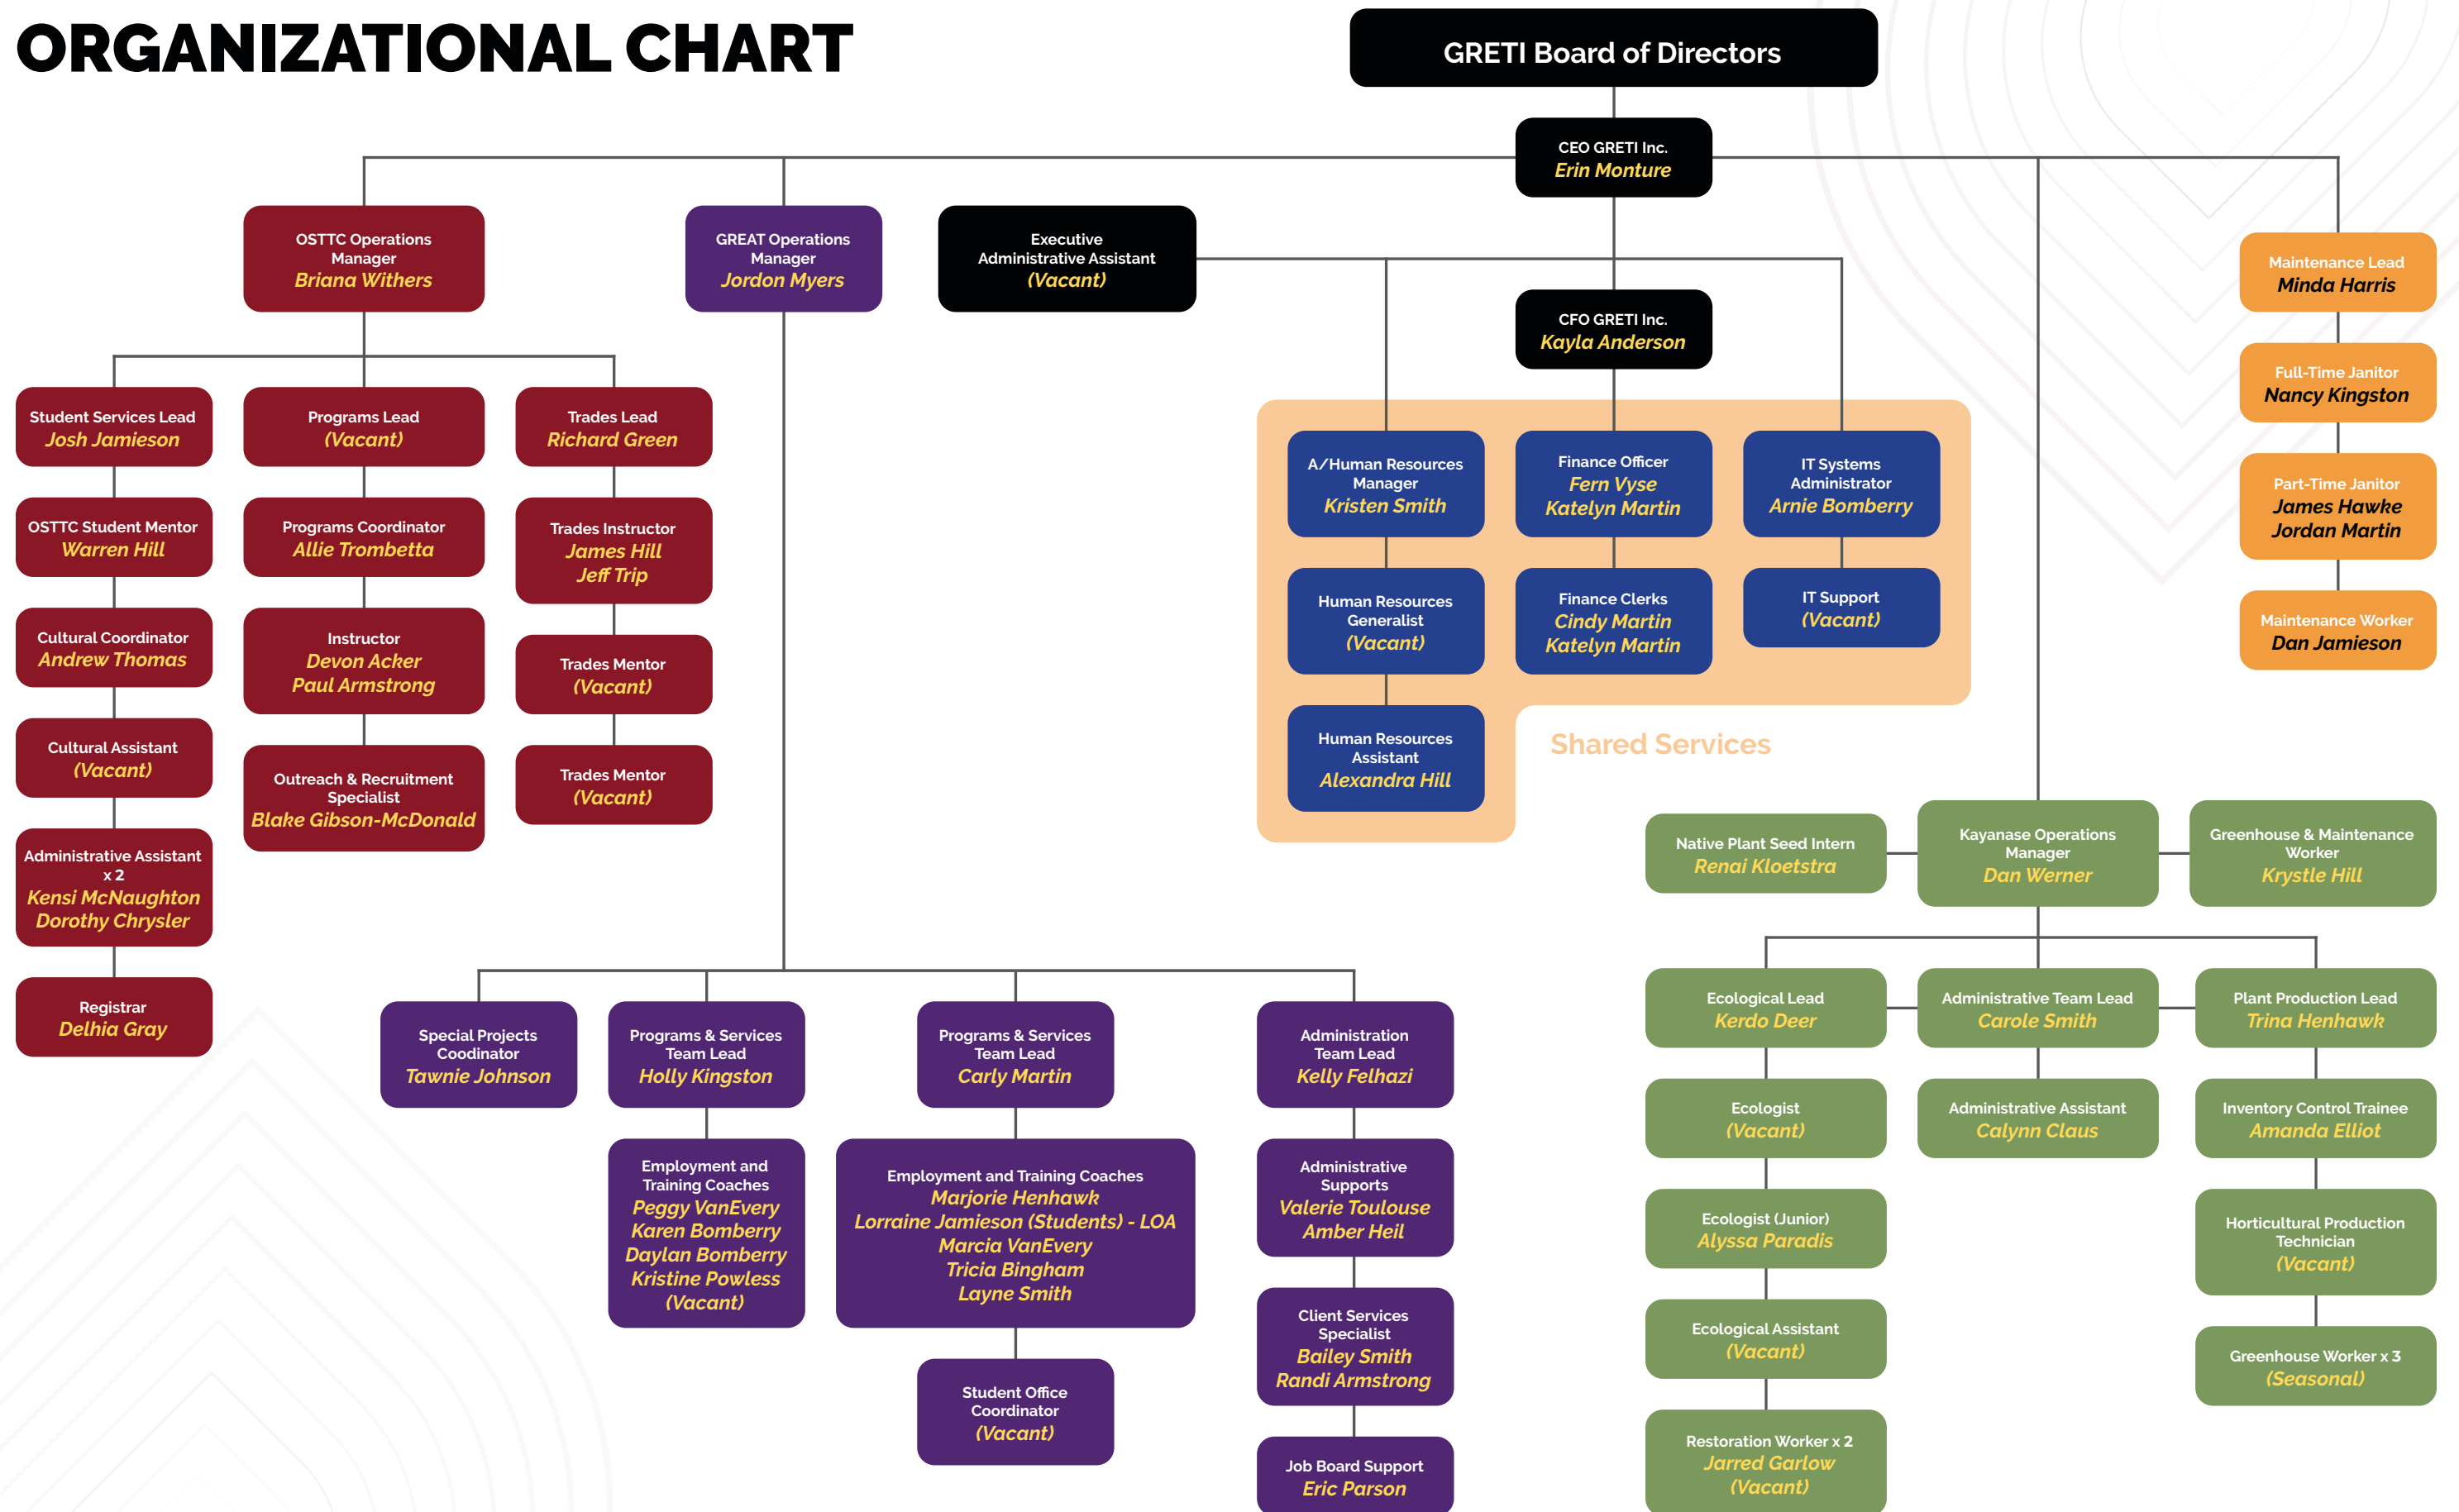 ORGANIZATIONAL CHART
GRETI Board of Directors
CEO GRETI Inc.
Erin Monture
OSTTC Operations
Manager
Briana Withers
GREAT Operations
Manager
Jordon Myers
Executive
Administrative Assistant
(Vacant)
CFO GRETI Inc.
Kayla Anderson
Maintenance Lead
Minda Harris
Full-Time Janitor
Nancy Kingston
Part-Time Janitor
James Hawke
Jordan Martin
Maintenance Worker
Dan Jamieson
Student Services Lead
Josh Jamieson
OSTTC Student Mentor
Warren Hill
Cultural Coordinator
Andrew Thomas
Cultural Assistant
(Vacant)
Administrative Assistant
x 2
Kensi McNaughton
Dorothy Chrysler
Registrar
Delhia Gray
Programs Lead
(Vacant)
Programs Coordinator
Allie Trombetta
Instructor
Devon Acker
Paul Armstrong
Outreach & Recruitment
Specialist
Blake Gibson-McDonald
Trades Lead
Richard Green
Trades Instructor
James Hill
Jeff Trip
Trades Mentor
(Vacant)
Trades Mentor
(Vacant)
A/Human Resources
Manager
Kristen Smith
Human Resources
Generalist
(Vacant)
Human Resources
Assistant
Alexandra Hill
Finance Officer
Fern Vyse
Katelyn Martin
Finance Clerks
Cindy Martin
Katelyn Martin
IT Systems
Administrator
Arnie Bomberry
IT Support
(Vacant)
Shared Services
Special Projects
Coodinator
Tawnie Johnson
Programs & Services
Team Lead
Holly Kingston
Employment and
Training Coaches
Peggy VanEvery
Karen Bomberry
Daylan Bomberry
Kristine Powless
(Vacant)
Programs & Services
Team Lead
Carly Martin
Employment and Training Coaches
Marjorie Henhawk
Lorraine Jamieson (Students) - LOA
Marcia VanEvery
Tricia Bingham
Layne Smith
Student Office
Coordinator
(Vacant)
Administration
Team Lead
Kelly Felhazi
Administrative
Supports
Valerie Toulouse
Amber Heil
Client Services
Specialist
Bailey Smith
Randi Armstrong
Job Board Support
Eric Parson
Native Plant Seed Intern
Renai Kloetstra
Kayanase Operations
Manager
Dan Werner
Greenhouse & Maintenance
Worker
Krystle Hill
Ecological Lead
Kerdo Deer
Ecologist
(Vacant)
Ecologist (Junior)
Alyssa Paradis
Ecological Assistant
(Vacant)
Restoration Worker x 2
Jarred Garlow
(Vacant)
Administrative Team Lead
Carole Smith
Administrative Assistant
Calynn Claus
Plant Production Lead
Trina Henhawk
Inventory Control Trainee
Amanda Elliot
Horticultural Production
Technician
(Vacant)
Greenhouse Worker x 3
(Seasonal)